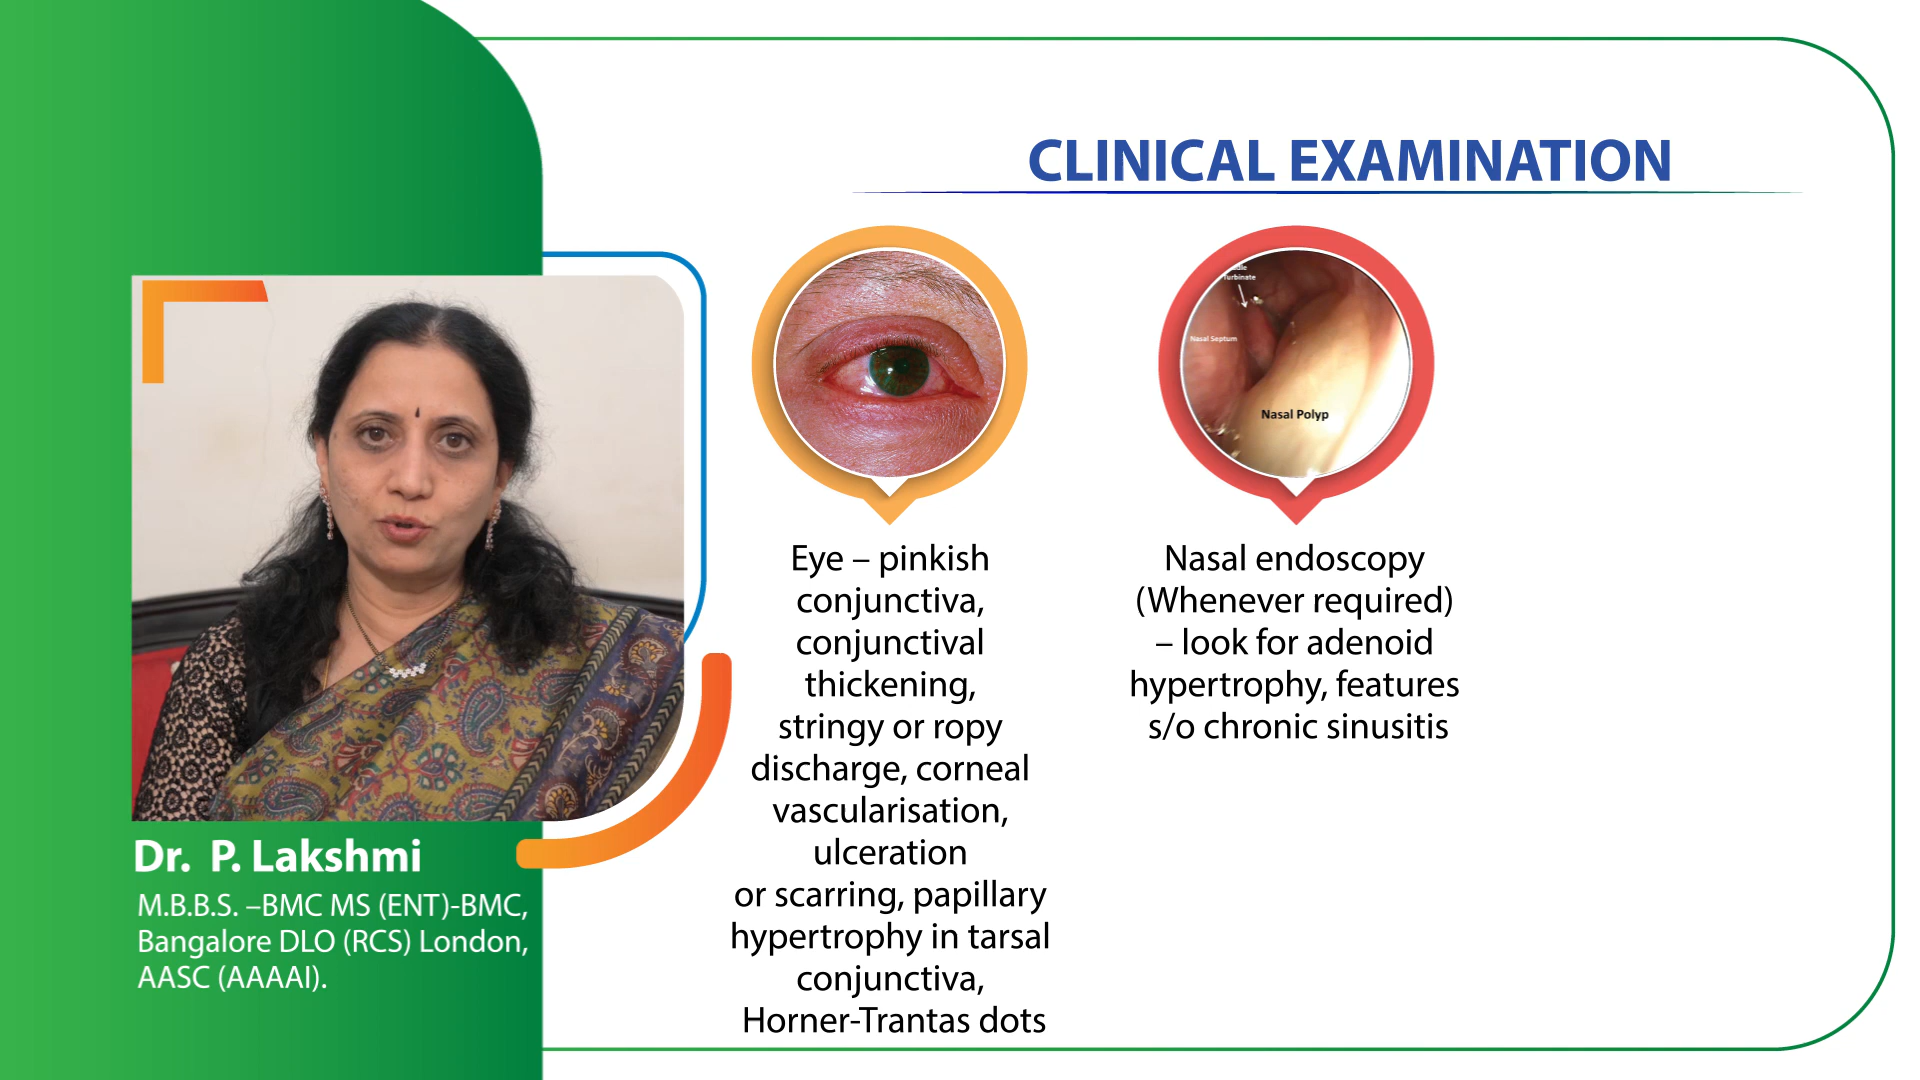 CLINICAL EXAMINATION
Turbinate
Nasal Septum
Nasal Polyp
Eye – pinkish
conjunctiva,
conjunctival
thickening,
stringy or ropy
discharge, corneal
vascularisation,
ulceration
or scarring, papillary
hypertrophy in tarsal
conjunctiva,
Horner-Trantas dots
Nasal endoscopy
(Whenever required)
– look for adenoid
hypertrophy, features
s/o chronic sinusitis
Dr. P. Lakshmi
M.B.B.S. –BMC MS (ENT)-BMC,
Bangalore DLO (RCS) London,
AASC (AAAAI).